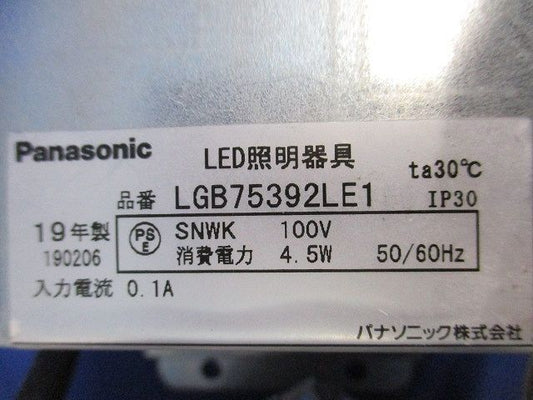 Panasonic LED照明器具 ta30℃
品番 LGB75392LE1 IP30
19年製 PSE SNWK 100V
190206 消費電力 4.5W 50/60Hz
入力電流 0.1A
パナソニック株式会社